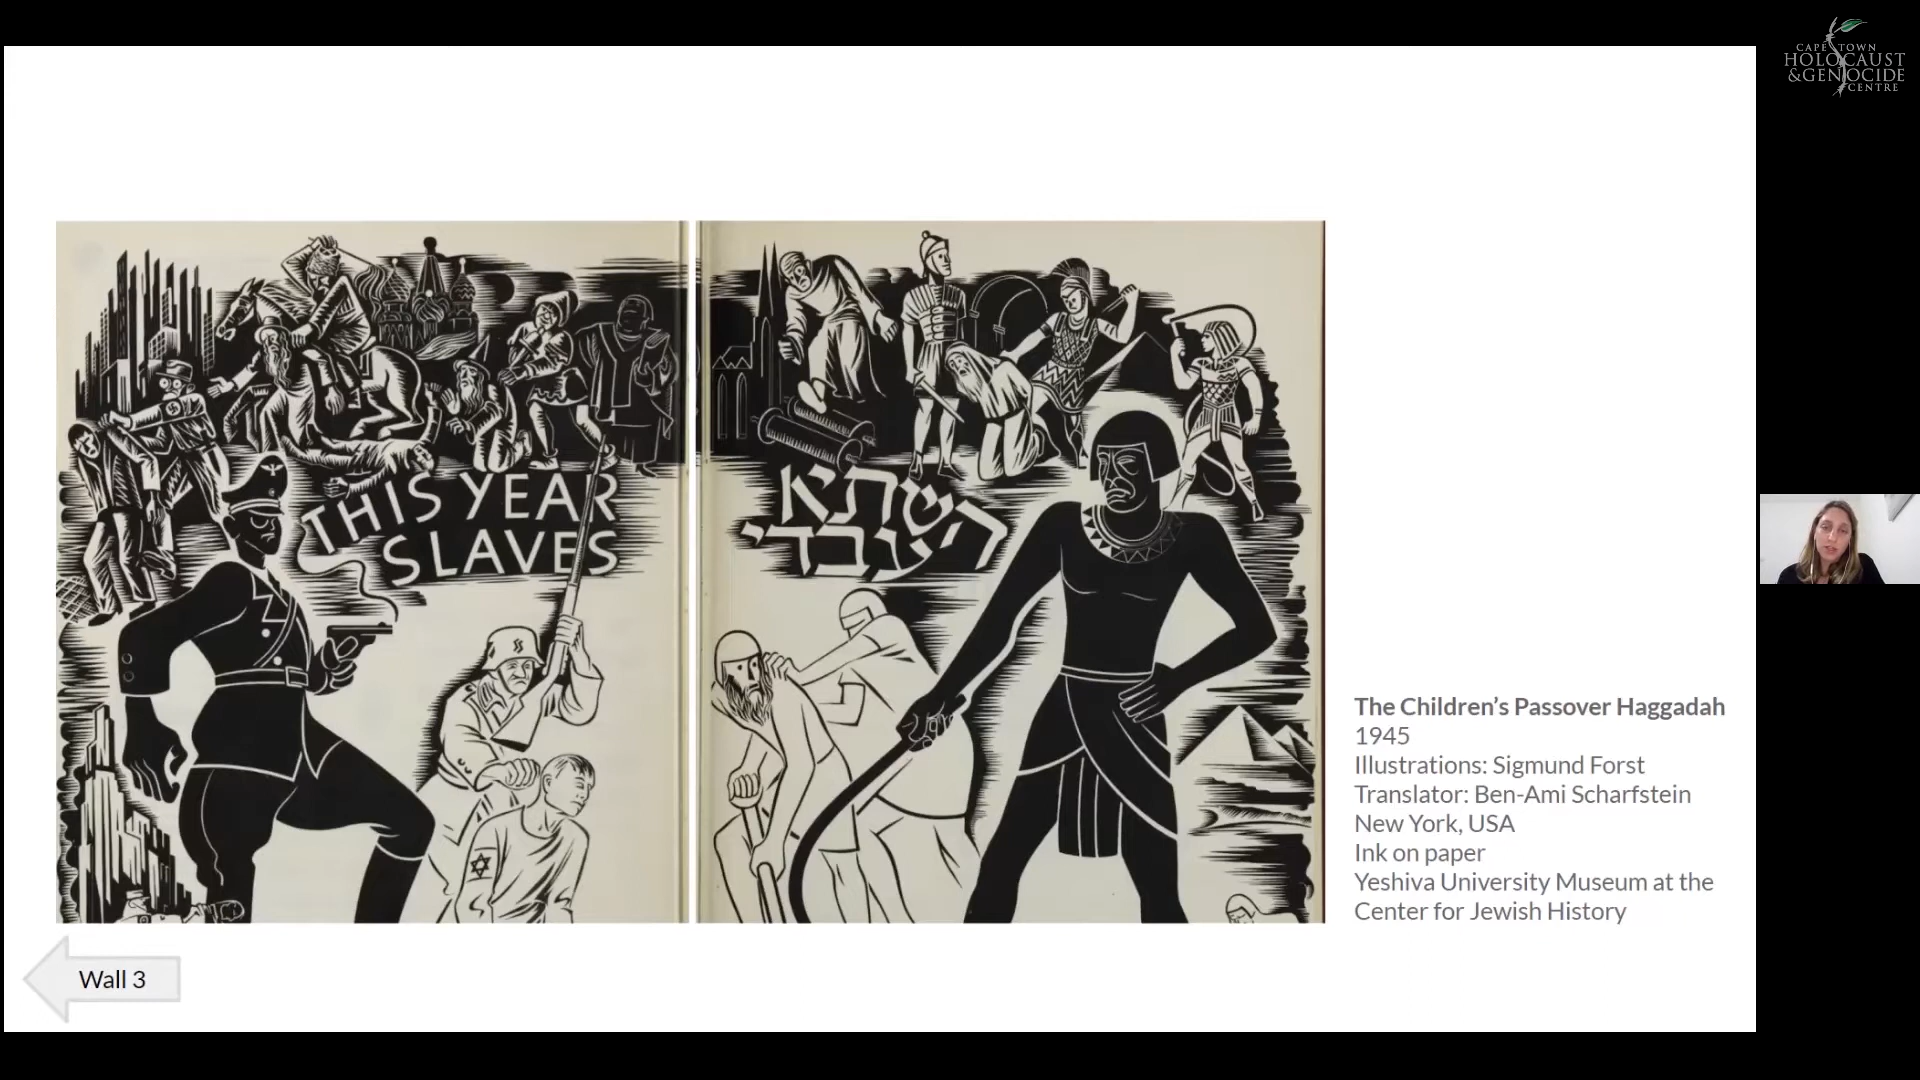 CAPE TOWN
HOLOCAUST
& GENOCIDE
CENTRE
THIS YEAR
SLAVES
השתא
העבדי
The Children’s Passover Haggadah
1945
Illustrations: Sigmund Forst
Translator: Ben-Ami Scharfstein
New York, USA
Ink on paper
Yeshiva University Museum at the
Center for Jewish History
Wall 3